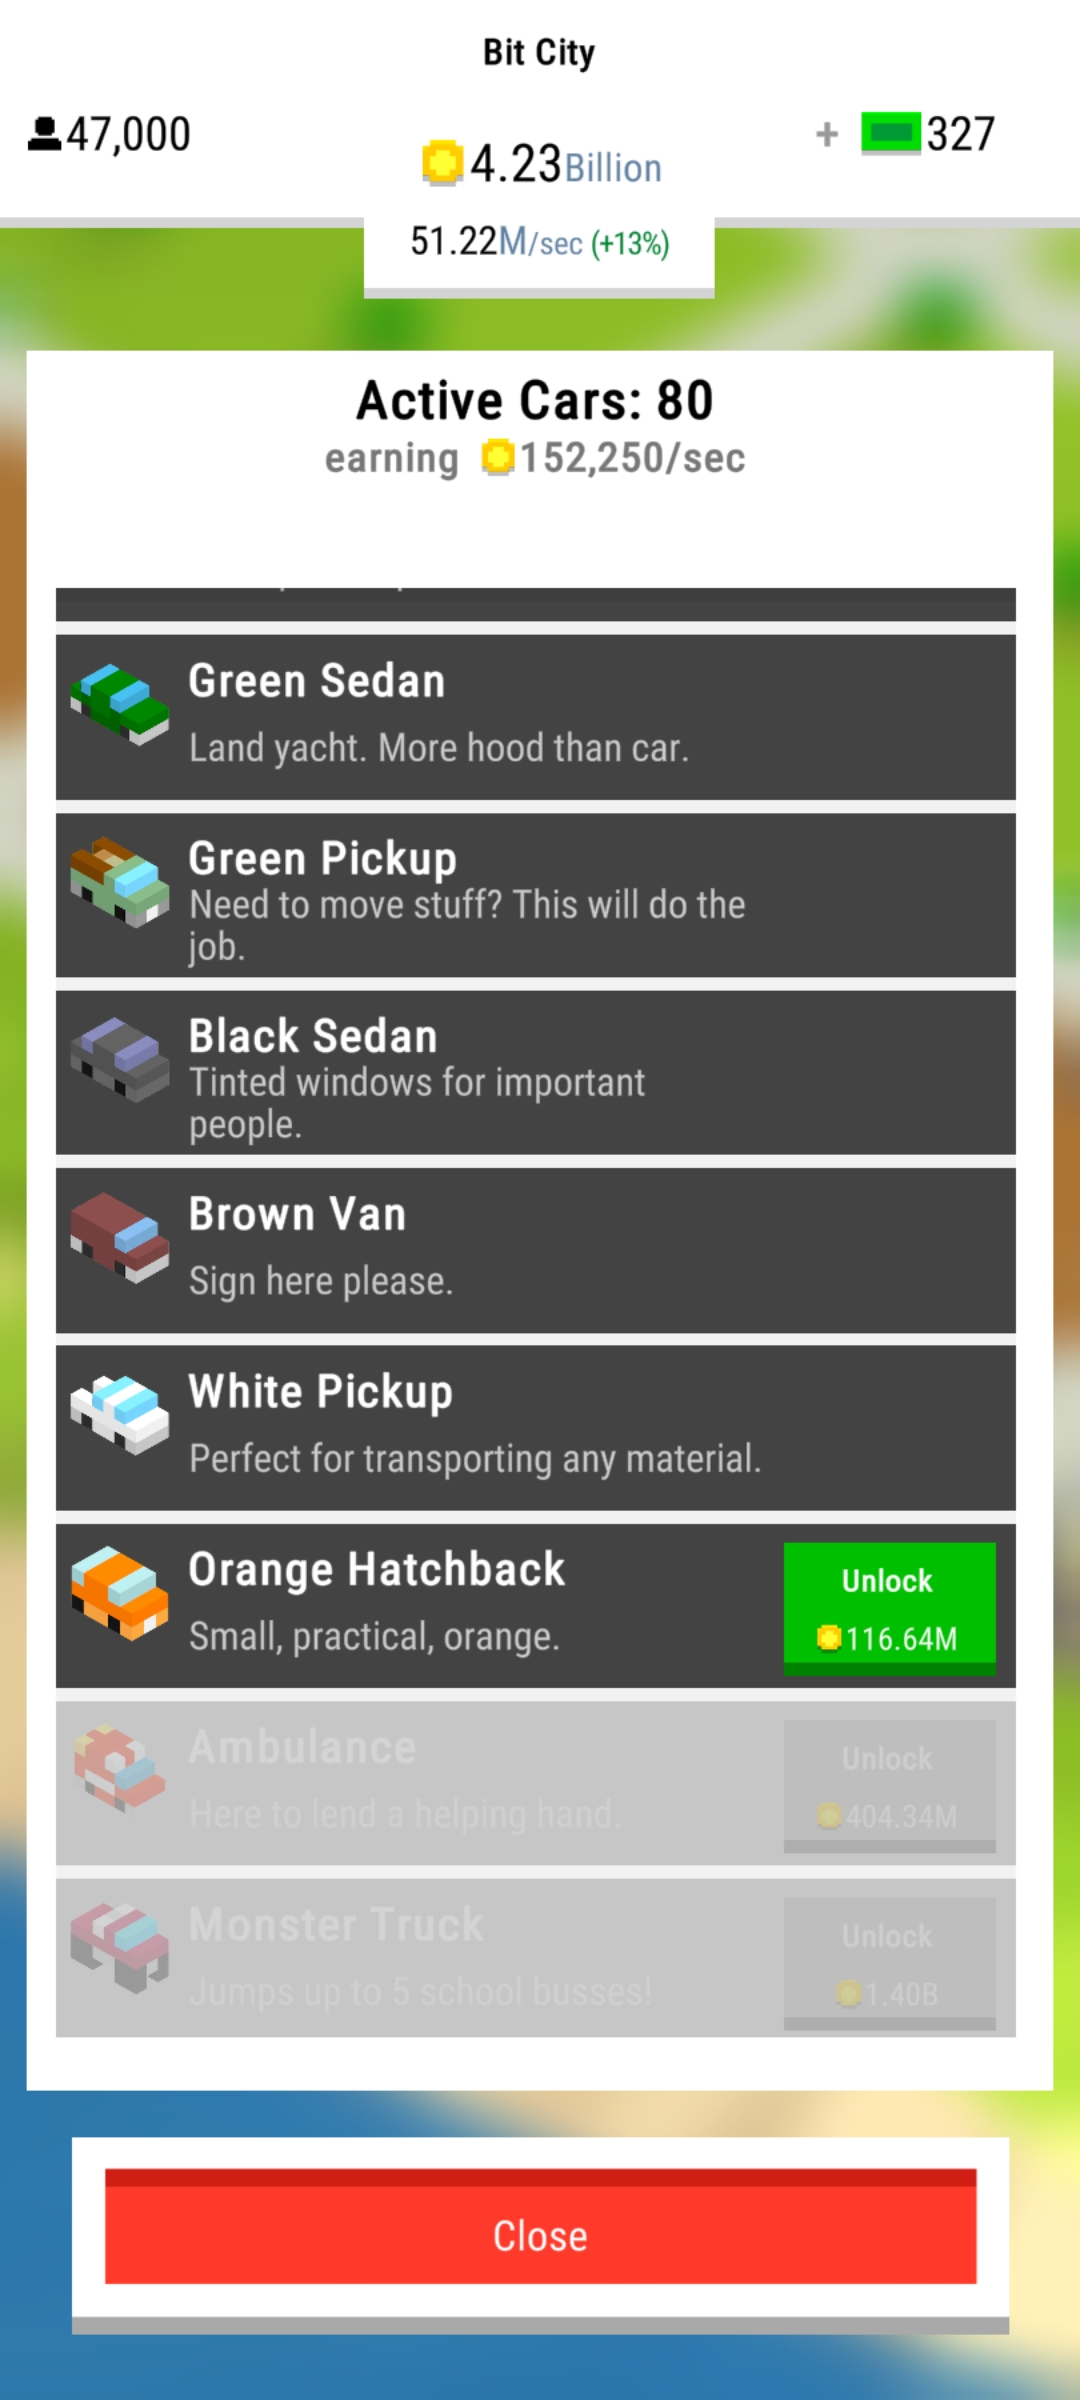 Bit City
47,000
4.23Billion
+ 327
51.22M/sec (+13%)
Active Cars: 80
earning 152,250/sec
Green Sedan
Land yacht. More hood than car.
Green Pickup
Need to move stuff? This will do the
job.
Black Sedan
Tinted windows for important
people.
Brown Van
Sign here please.
White Pickup
Perfect for transporting any material.
Orange Hatchback
Small, practical, orange.
Unlock
116.64M
Ambulance
Here to lend a helping hand.
Unlock
404.34M
Monster Truck
Jumps up to 5 school busses!
Unlock
1.40B
Close